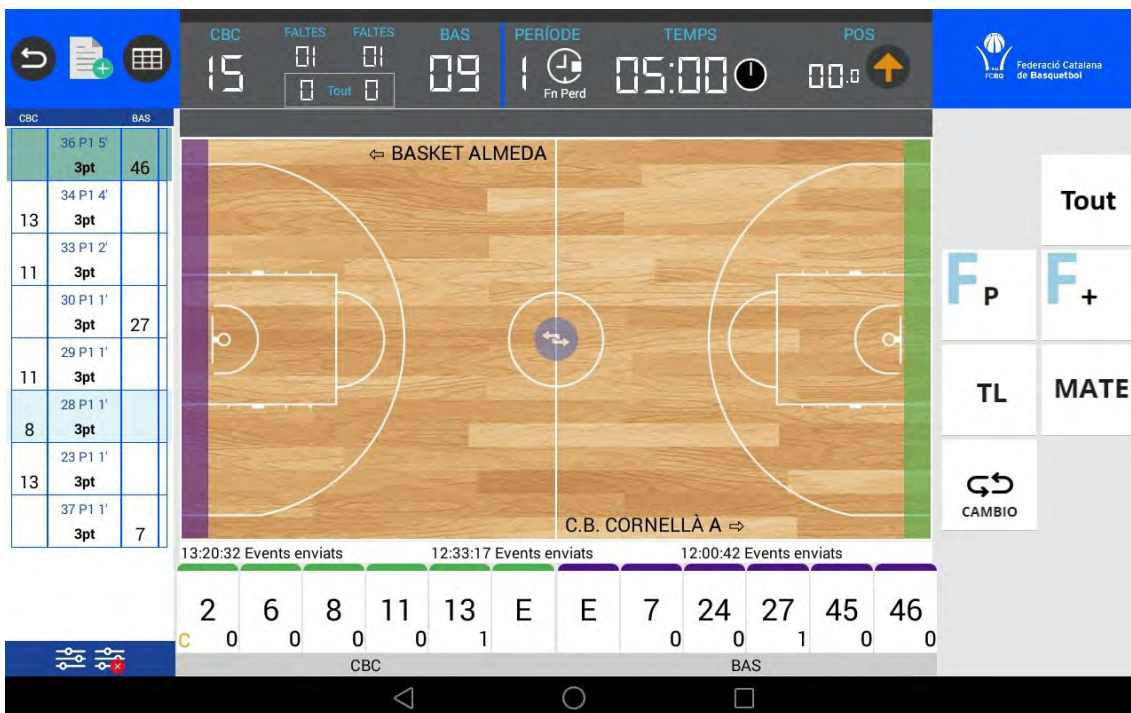 CBC FALTES FALTES BAS PERÍODE TEMPS POS
15 01 01 09 1 05:00 00.0
0 Tout 0
Fn Perd
FCBQ
Federació Catalana
de Basquetbol
CBC BAS
36 P1 5'
3pt 46
34 P1 4'
13 3pt
33 P1 2'
11 3pt
30 P1 1'
3pt 27
29 P1 1'
11 3pt
28 P1 1'
8 3pt
23 P1 1'
13 3pt
37 P1 1'
3pt 7
⇦ BASKET ALMEDA
C.B. CORNELLÀ A ⇨
13:20:32 Events enviats 12:33:17 Events enviats 12:00:42 Events enviats
2 6 8 11 13 E E 7 24 27 45 46
C 0 0 0 0 1 0 0 1 0 0
CBC BAS
Tout
F P F +
TL MATE
CAMBIO